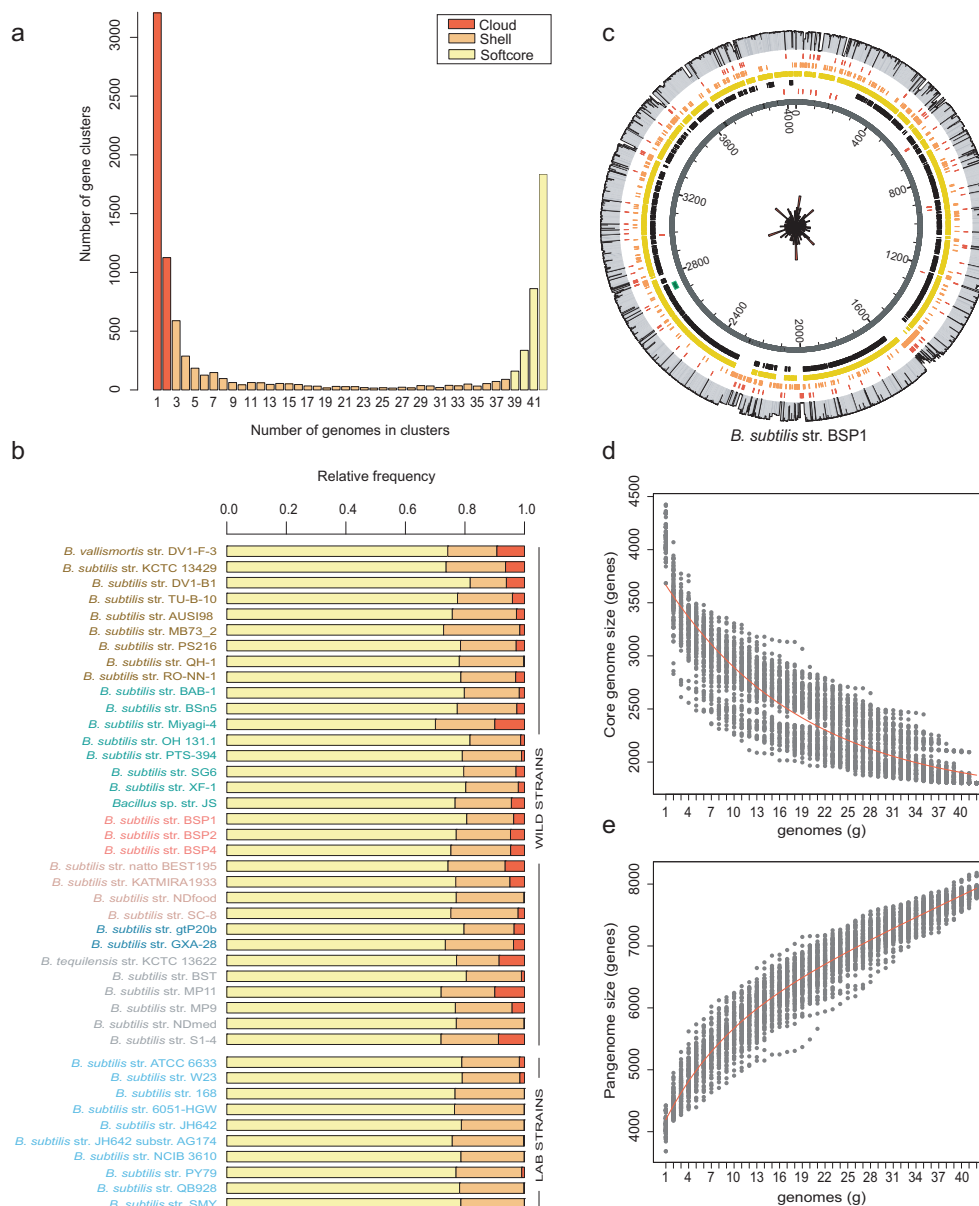 a
Cloud
Shell
Softcore
Number of gene clusters
0
500
1000
1500
2000
2500
3000
1 3 5 7 9 11 13 15 17 19 21 23 25 27 29 31 33 35 37 39 41
Number of genomes in clusters
b
Relative frequency
0.0 0.2 0.4 0.6 0.8 1.0
B. vallismortis str. DV1-F-3
B. subtilis str. KCTC 13429
B. subtilis str. DV1-B1
B. subtilis str. TU-B-10
B. subtilis str. AUSI98
B. subtilis str. MB73_2
B. subtilis str. PS216
B. subtilis str. QH-1
B. subtilis str. RO-NN-1
B. subtilis str. BAB-1
B. subtilis str. BSn5
B. subtilis str. Miyagi-4
B. subtilis str. OH 131.1
B. subtilis str. PTS-394
B. subtilis str. SG6
B. subtilis str. XF-1
Bacillus sp. str. JS
B. subtilis str. BSP1
B. subtilis str. BSP2
B. subtilis str. BSP4
B. subtilis str. natto BEST195
B. subtilis str. KATMIRA1933
B. subtilis str. NDfood
B. subtilis str. SC-8
B. subtilis str. gtP20b
B. subtilis str. GXA-28
B. tequilensis str. KCTC 13622
B. subtilis str. BST
B. subtilis str. MP11
B. subtilis str. MP9
B. subtilis str. NDmed
B. subtilis str. S1-4
B. subtilis str. ATCC 6633
B. subtilis str. W23
B. subtilis str. 168
B. subtilis str. 6051-HGW
B. subtilis str. JH642
B. subtilis str. JH642 substr. AG174
B. subtilis str. NCIB 3610
B. subtilis str. PY79
B. subtilis str. QB928
B. subtilis str. SMY
WILD STRAINS
LAB STRAINS
c
0
400
800
1200
1600
2000
2400
2800
3200
3600
4000
B. subtilis str. BSP1
d
Core genome size (genes)
4500
4000
3500
3000
2500
2000
1 4 7 10 13 16 19 22 25 28 31 34 37 40
genomes (g)
e
Pangenome size (genes)
8000
7000
6000
5000
4000
1 4 7 10 13 16 19 22 25 28 31 34 37 40
genomes (g)